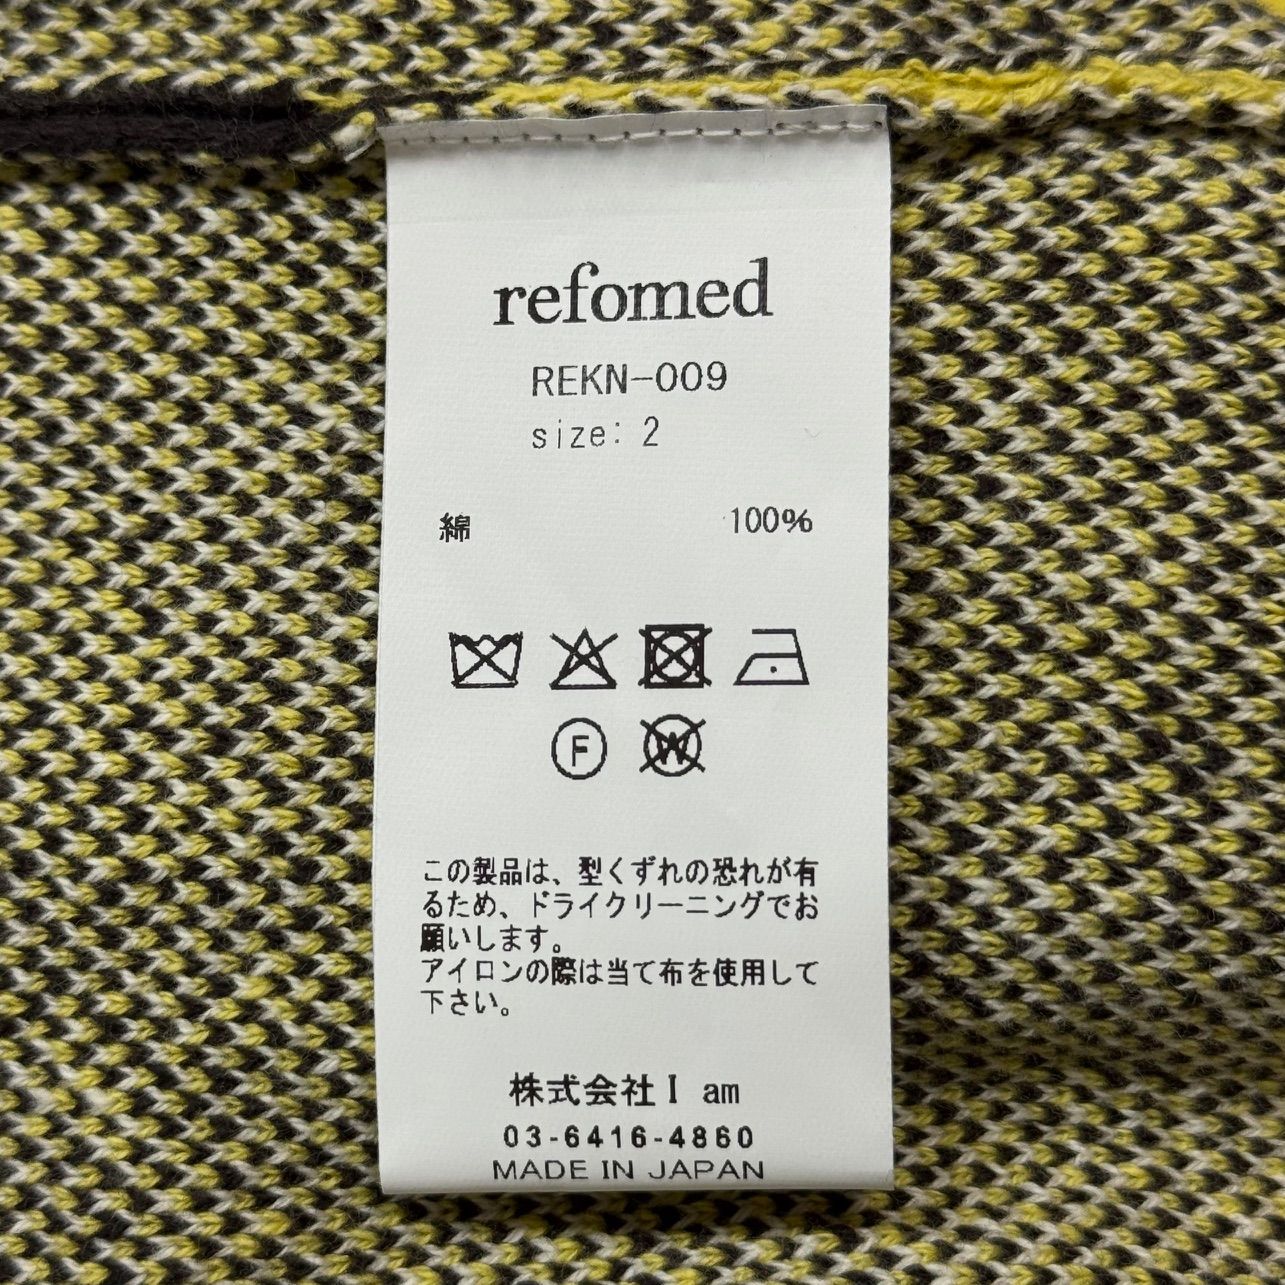 refomed
REKN-009
size: 2
綿 100%
F W
この製品は、型くずれの恐れが有
るため、ドライクリーニングでお
願いします。
アイロンの際は当て布を使用して
下さい。
株式会社I am
03-6416-4860
MADE IN JAPAN